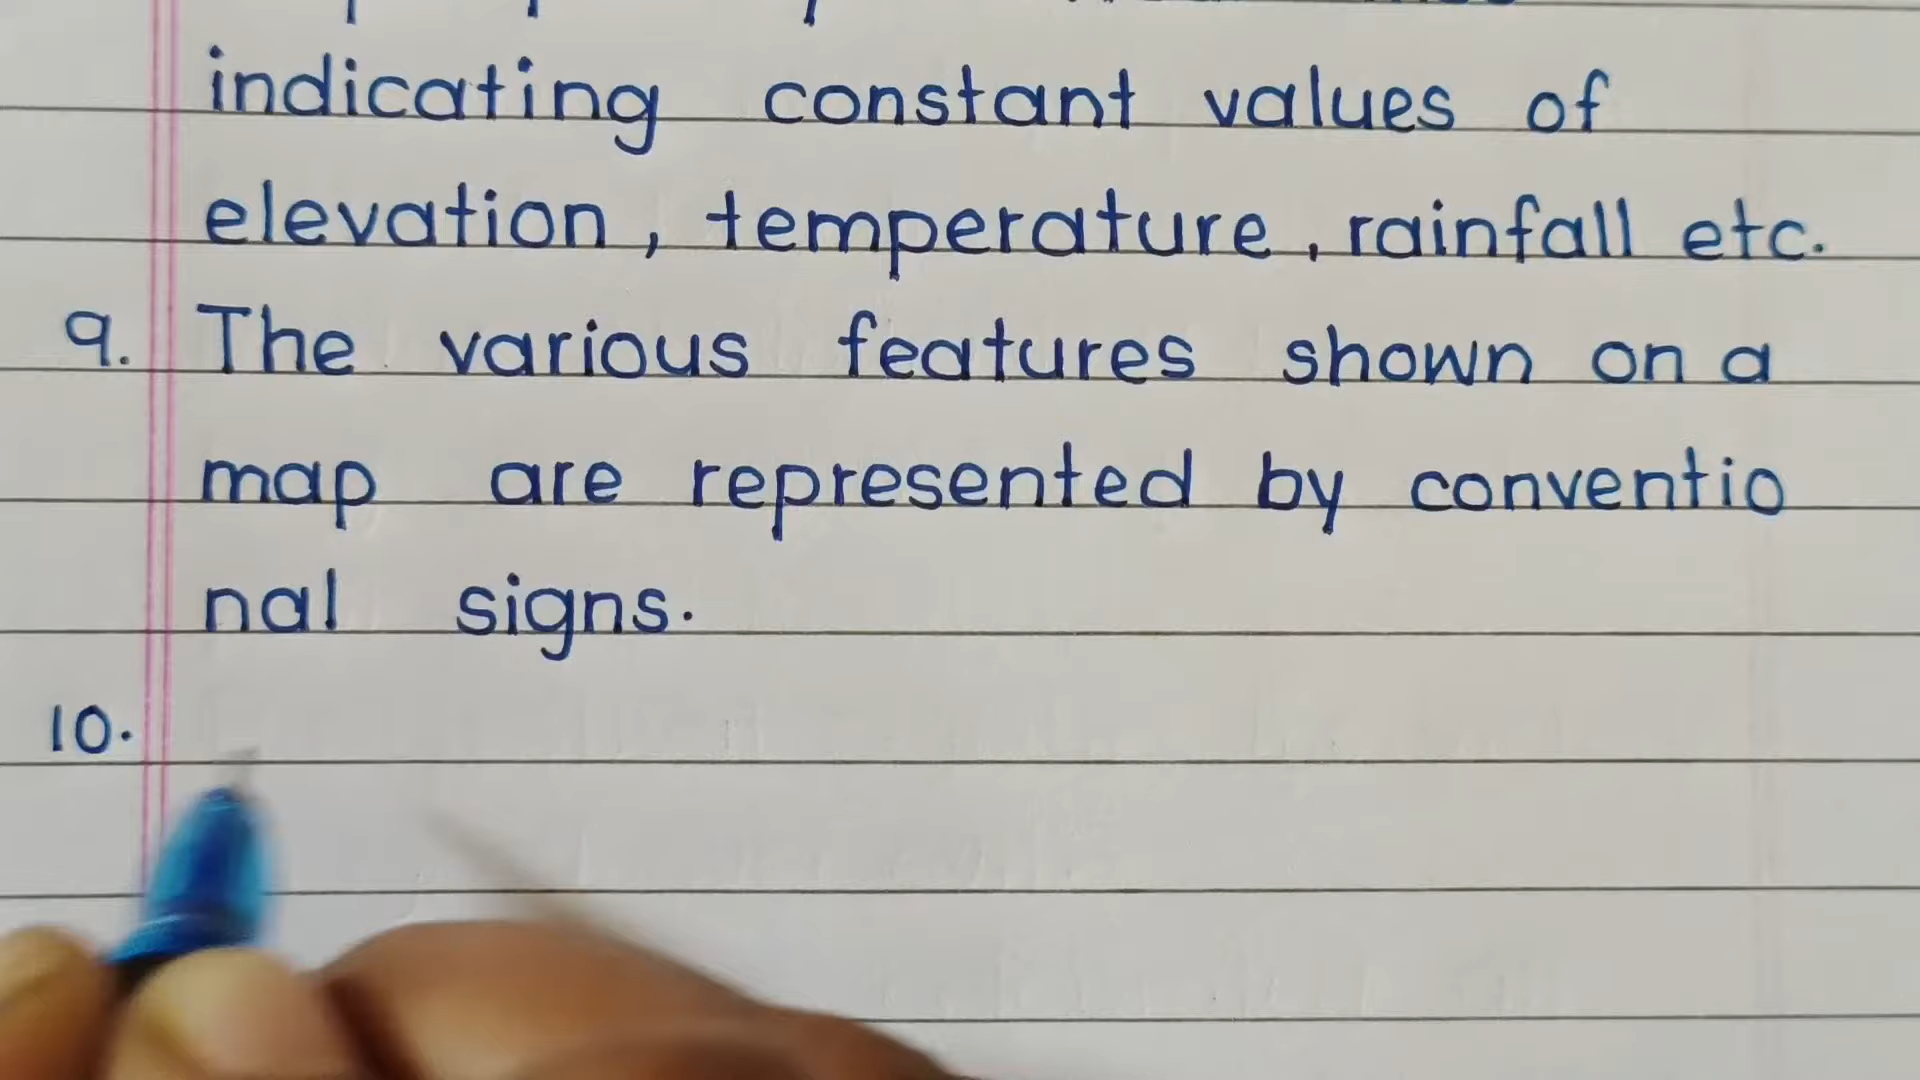 indicating constant values of
elevation, temperature, rainfall etc.
9. The various features shown on a
map are represented by conventio
nal signs.
10.